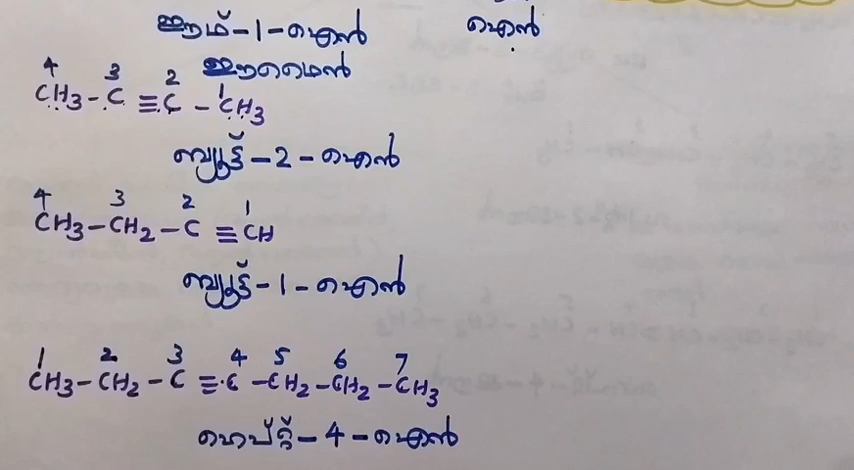 ഈഥ്-1-ഐൻ ഐൻ
ഈഥൈൻ
4 3 2 1
CH3-C≡C-CH3
ബ്യൂട്ട്-2-ഐൻ
4 3 2 1
CH3-CH2-C≡CH
ബ്യൂട്ട്-1-ഐൻ
1 2 3 4 5 6 7
CH3-CH2-C≡C-CH2-CH2-CH3
ഹെപ്റ്റ്-4-ഐൻ